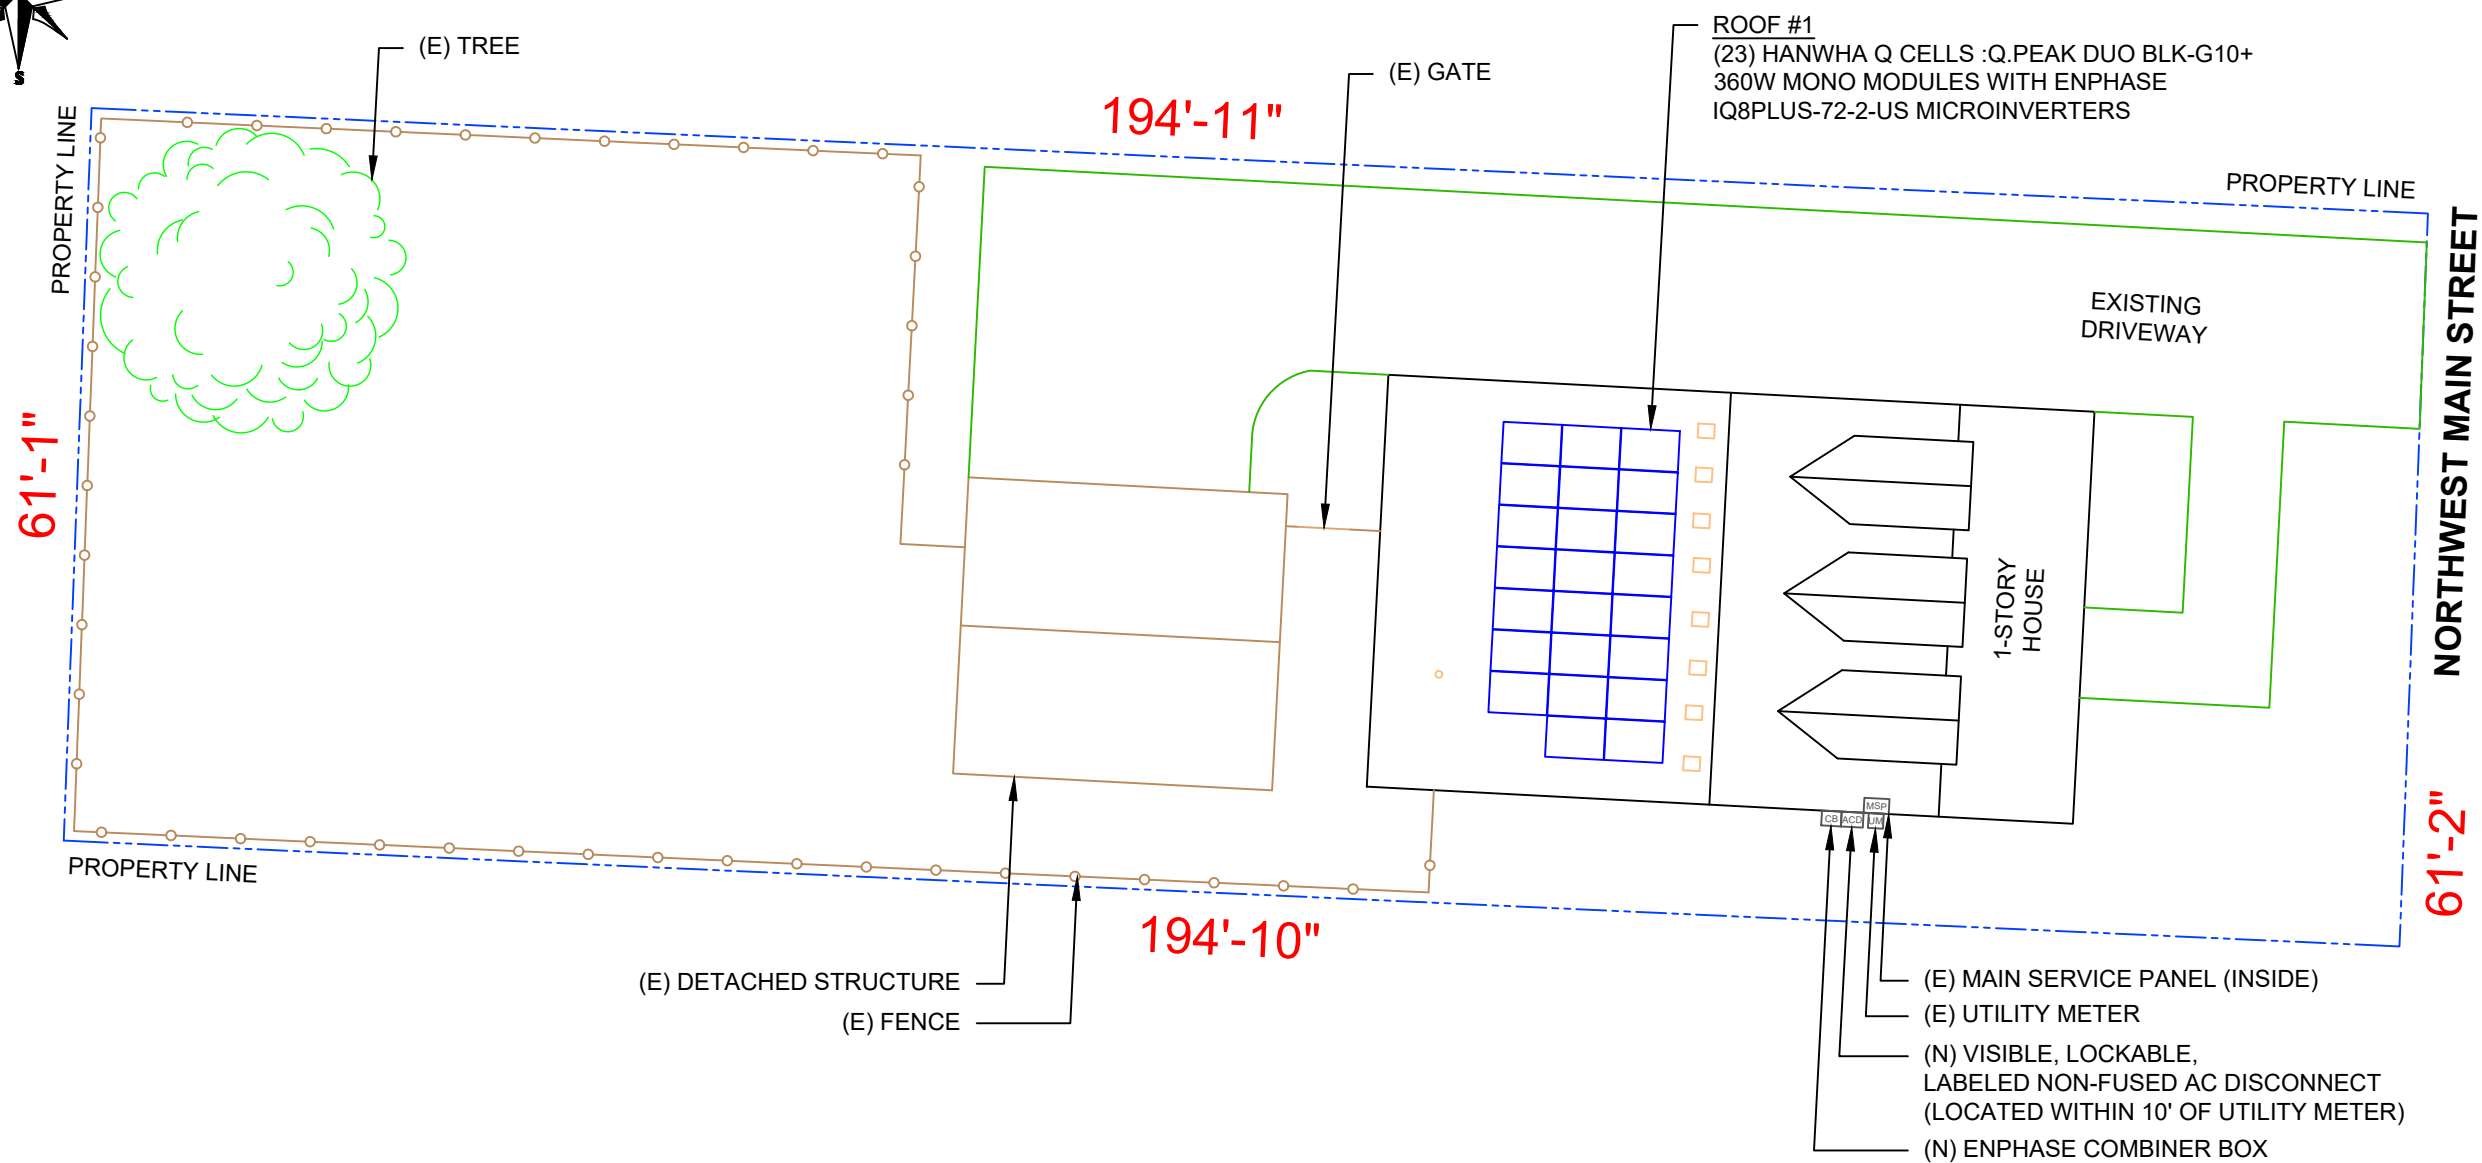 S
(E) TREE
(E) GATE
ROOF #1
(23) HANWHA Q CELLS :Q.PEAK DUO BLK-G10+
360W MONO MODULES WITH ENPHASE
IQ8PLUS-72-2-US MICROINVERTERS
194'-11"
PROPERTY LINE
PROPERTY LINE
NORTHWEST MAIN STREET
EXISTING
DRIVEWAY
61'-1"
1-STORY
HOUSE
MSP
CB
ACD
UM
61'-2"
PROPERTY LINE
194'-10"
(E) DETACHED STRUCTURE
(E) FENCE
(E) MAIN SERVICE PANEL (INSIDE)
(E) UTILITY METER
(N) VISIBLE, LOCKABLE,
LABELED NON-FUSED AC DISCONNECT
(LOCATED WITHIN 10' OF UTILITY METER)
(N) ENPHASE COMBINER BOX